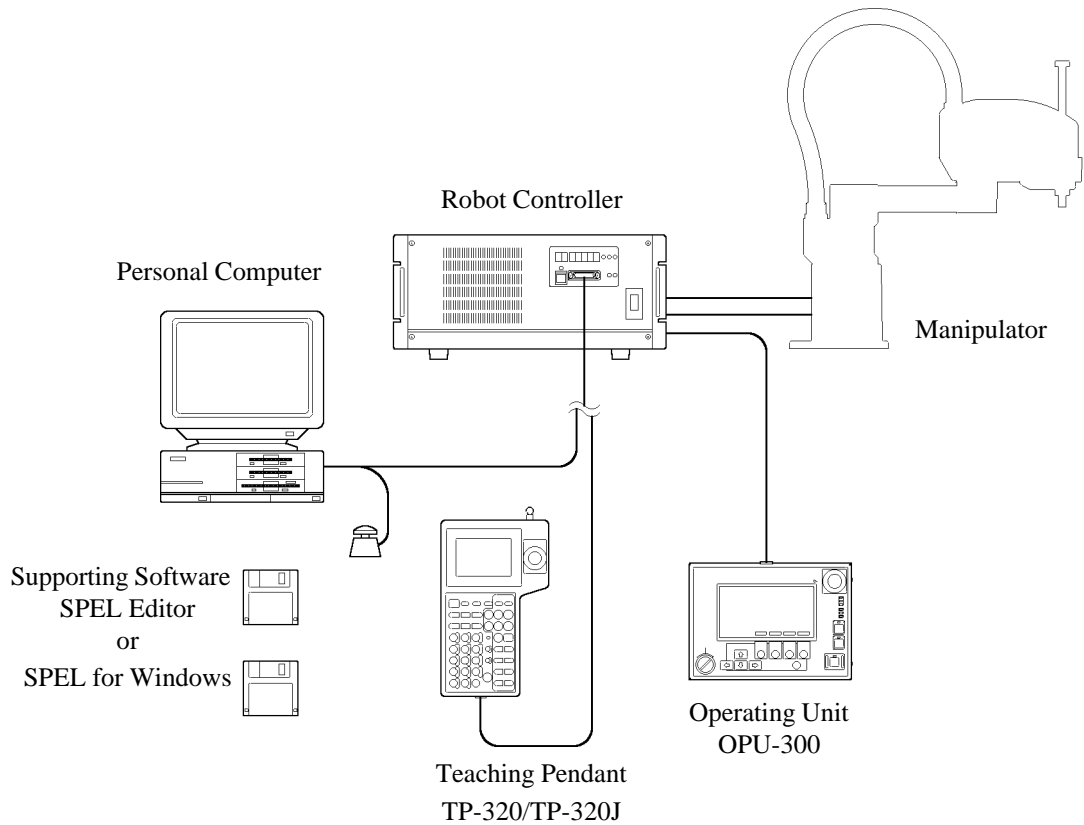 Robot Controller
Personal Computer
Manipulator
Supporting Software
SPEL Editor
or
SPEL for Windows
Operating Unit
OPU-300
Teaching Pendant
TP-320/TP-320J